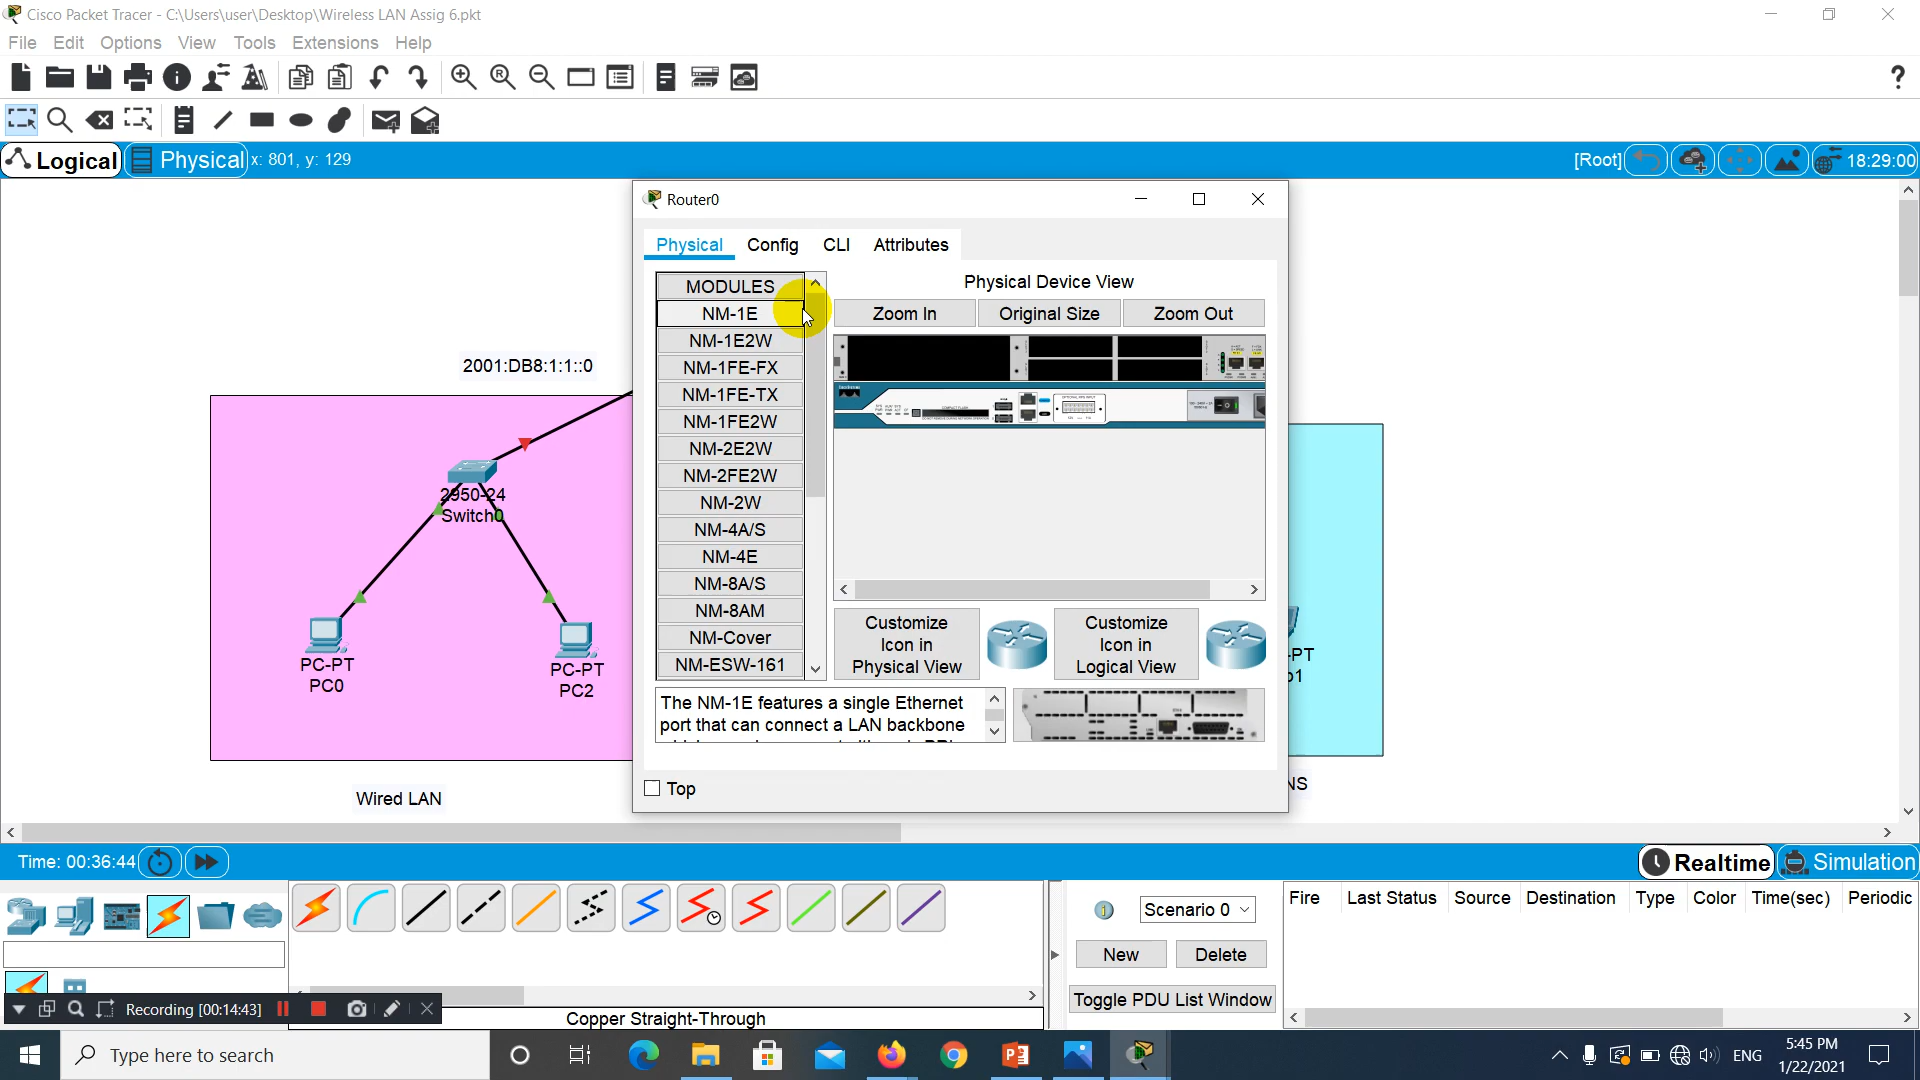 Cisco Packet Tracer - C:\Users\user\Desktop\Wireless LAN Assig 6.pkt
File Edit Options View Tools Extensions Help
Logical Physical x: 801, y: 129 [Root] 18:29:00
Router0
Physical Config CLI Attributes
MODULES
NM-1E
NM-1E2W
NM-1FE-FX
NM-1FE-TX
NM-1FE2W
NM-2E2W
NM-2FE2W
NM-2W
NM-4A/S
NM-4E
NM-8A/S
NM-8AM
NM-Cover
NM-ESW-161
Physical Device View
Zoom In Original Size Zoom Out
Customize
Icon in
Physical View
Customize
Icon in
Logical View
The NM-1E features a single Ethernet
port that can connect a LAN backbone
Top
2001:DB8:1:1::0
2950-24
Switch0
PC-PT
PC0
PC-PT
PC2
Wired LAN
-PT
NS
Time: 00:36:44 Realtime Simulation
Scenario 0
New Delete
Toggle PDU List Window
Fire Last Status Source Destination Type Color Time(sec) Periodic
Recording [00:14:43]
Copper Straight-Through
Type here to search
ENG
5:45 PM
1/22/2021